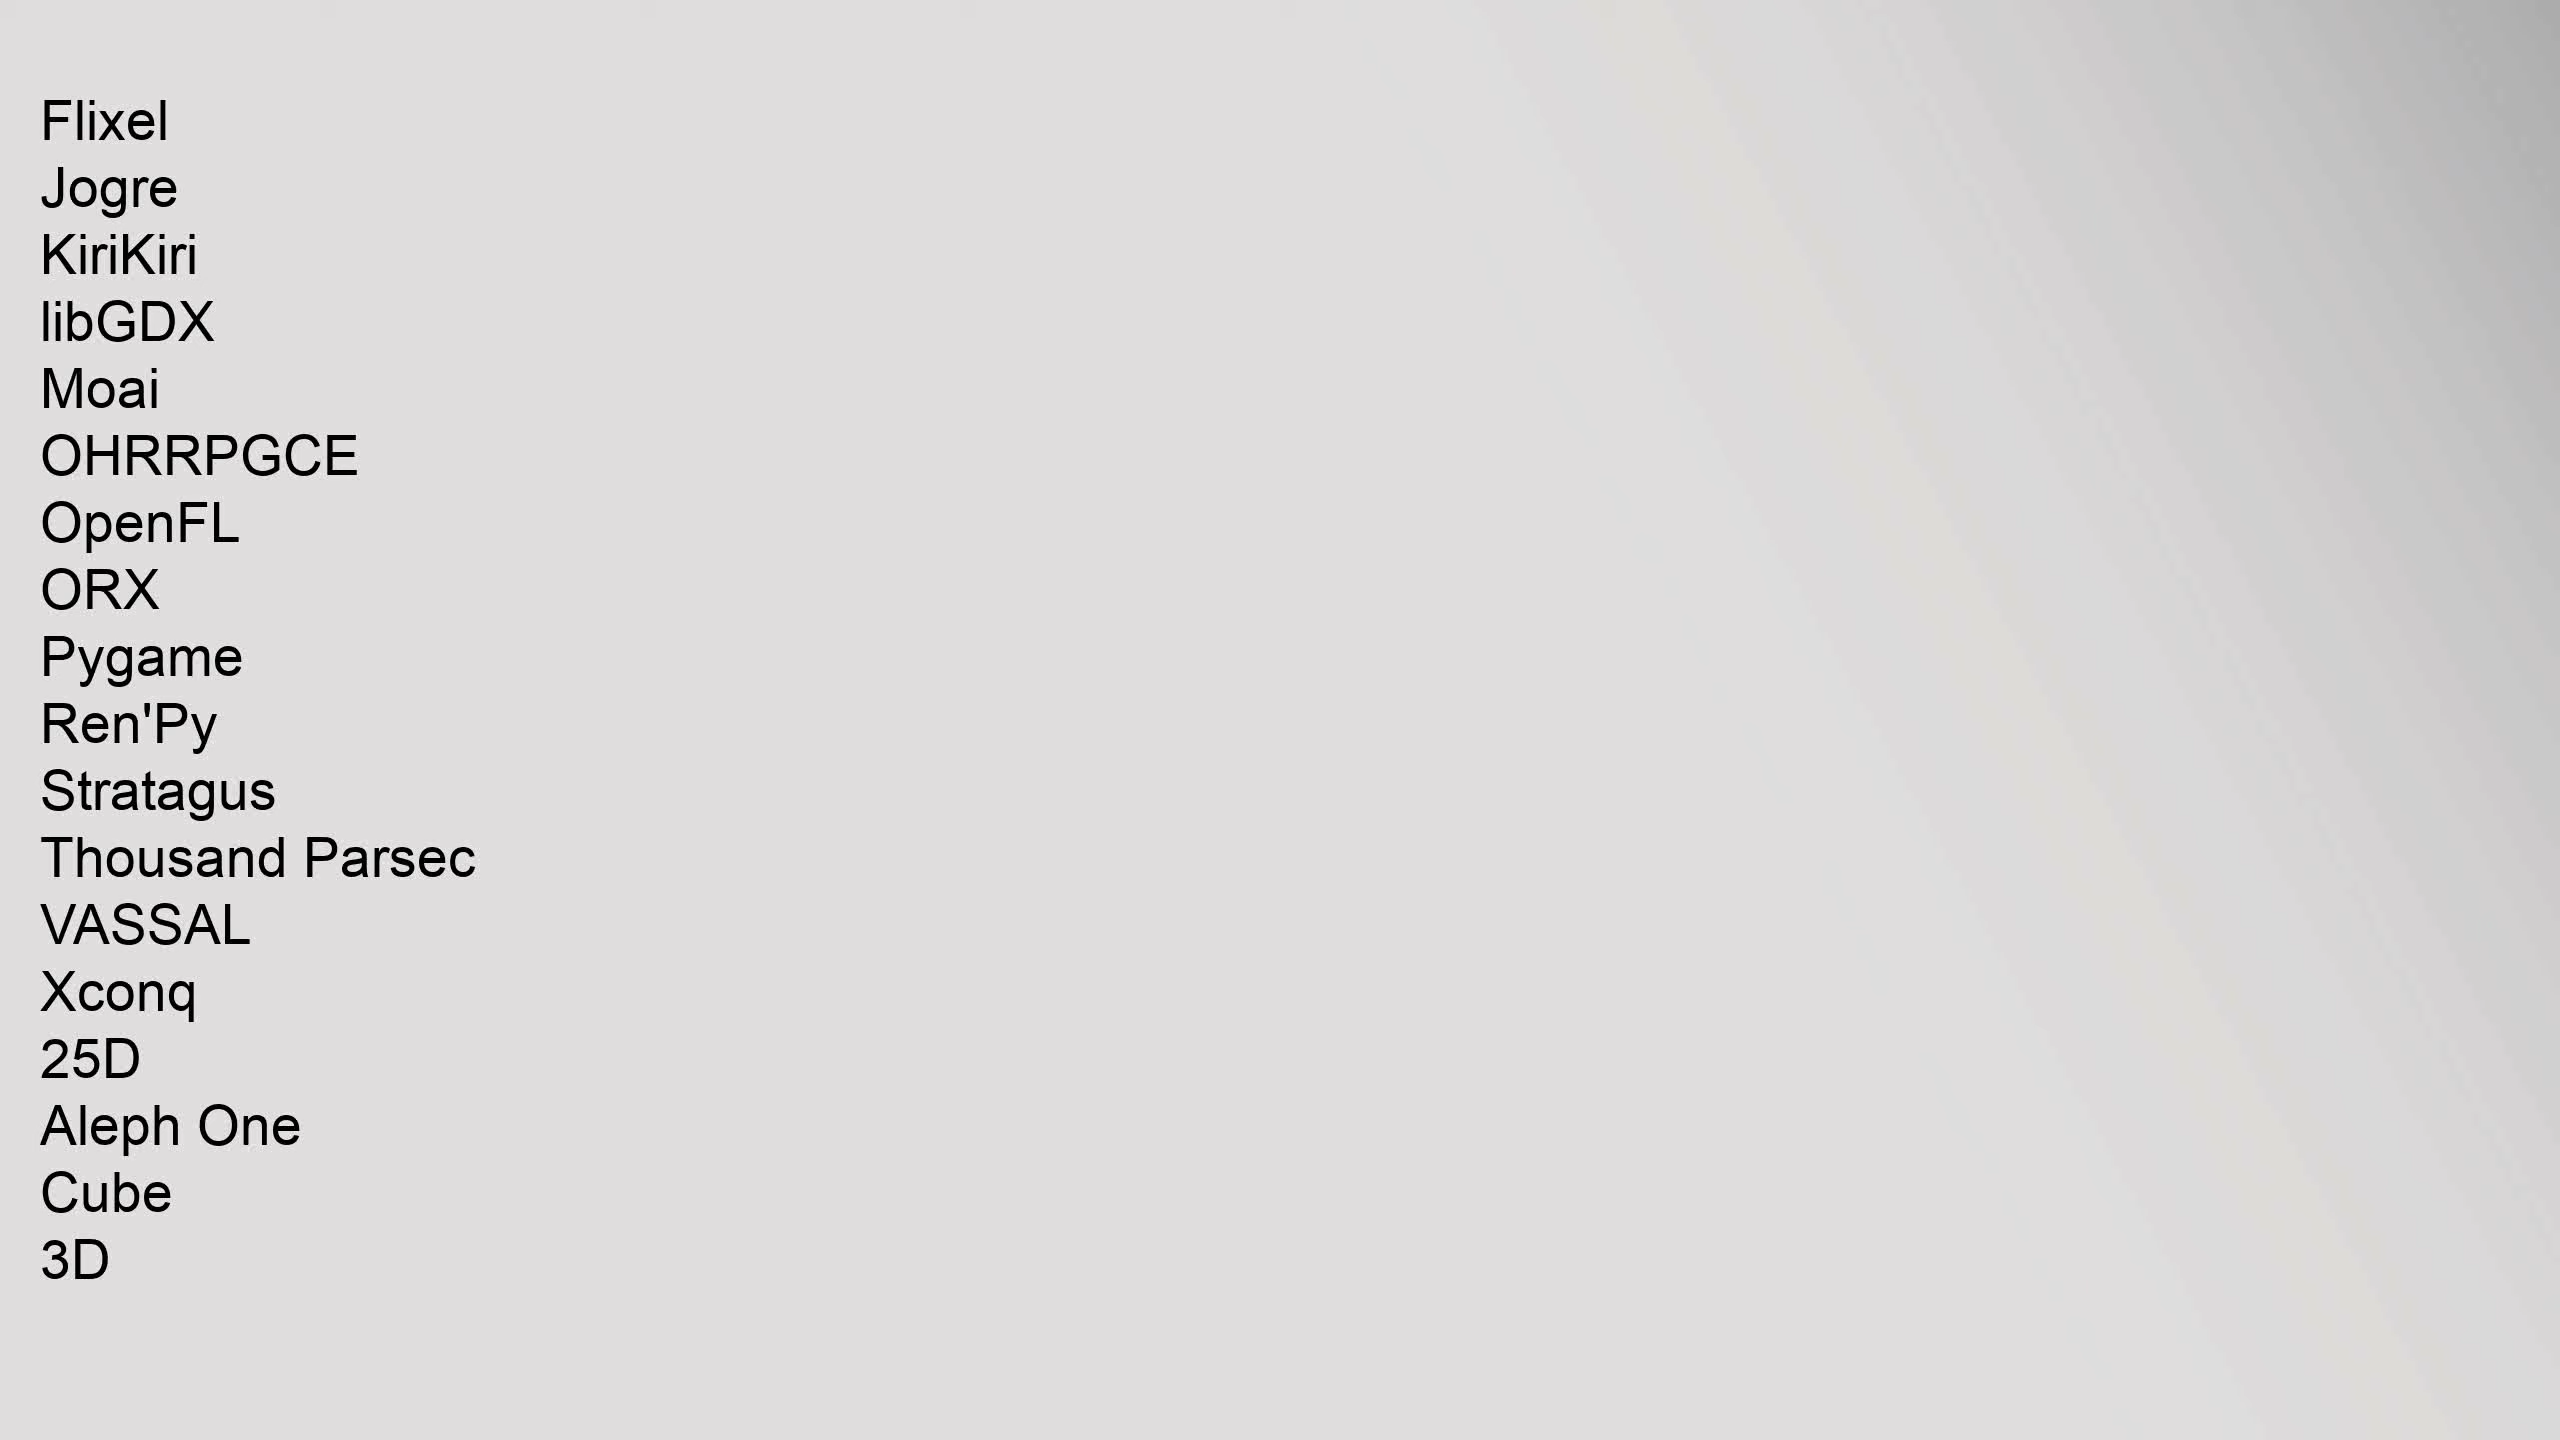 Flixel
Jogre
KiriKiri
libGDX
Moai
OHRRPGCE
OpenFL
ORX
Pygame
Ren'Py
Stratagus
Thousand Parsec
VASSAL
Xconq
25D
Aleph One
Cube
3D